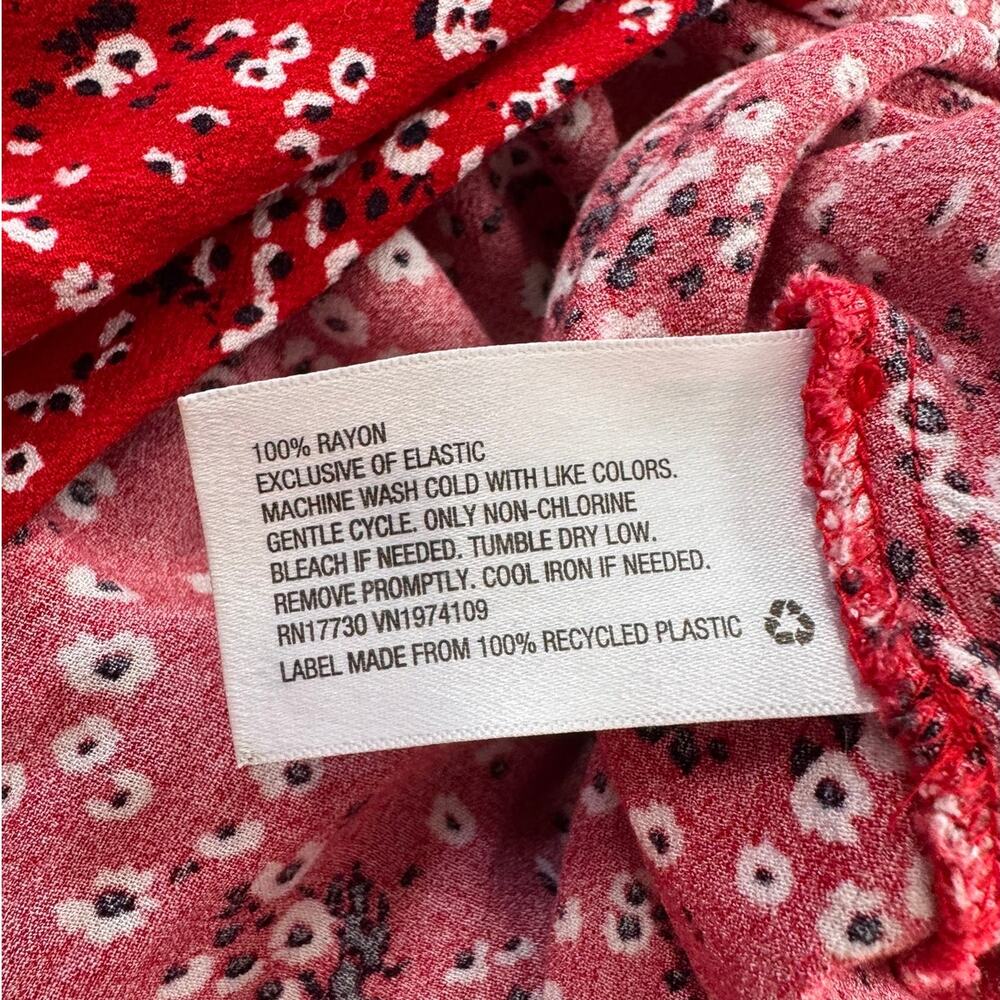 100% RAYON
EXCLUSIVE OF ELASTIC
MACHINE WASH COLD WITH LIKE COLORS.
GENTLE CYCLE. ONLY NON-CHLORINE
BLEACH IF NEEDED. TUMBLE DRY LOW.
REMOVE PROMPTLY. COOL IRON IF NEEDED.
RN17730 VN1974109
LABEL MADE FROM 100% RECYCLED PLASTIC